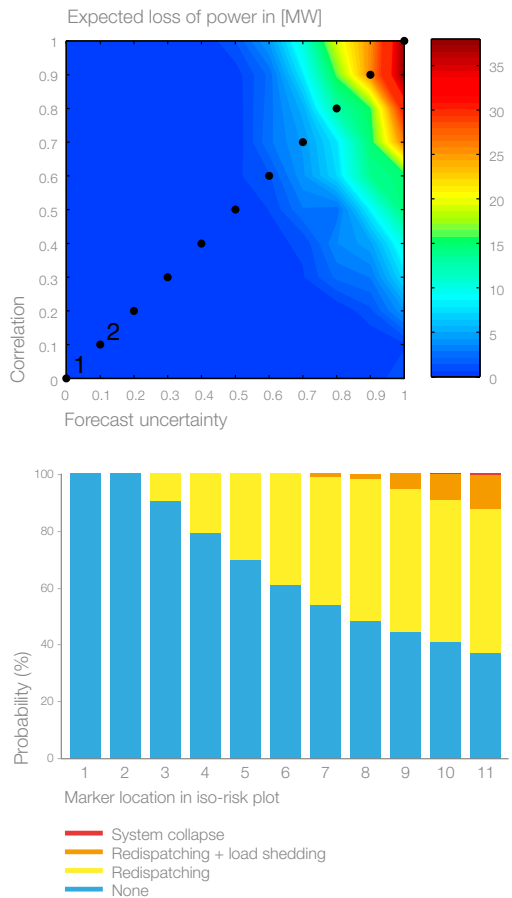 Expected loss of power in [MW]
1
0.9
0.8
0.7
0.6
0.5
0.4
0.3
0.2
0.1
0
Correlation
1
2
0 0.1 0.2 0.3 0.4 0.5 0.6 0.7 0.8 0.9 1
Forecast uncertainty
35
30
25
20
15
10
5
0
100
80
60
40
20
0
Probability (%)
1 2 3 4 5 6 7 8 9 10 11
Marker location in iso-risk plot
System collapse
Redispatching + load shedding
Redispatching
None